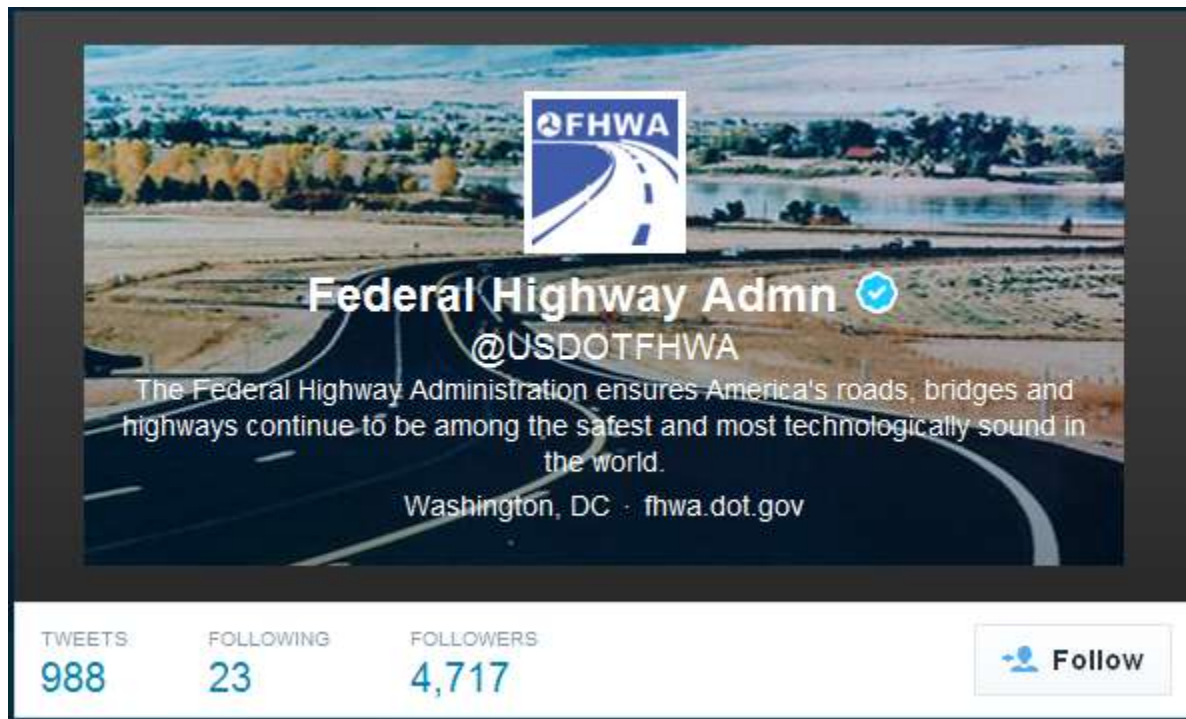 FHWA
Federal Highway Admn
@USDOTFHWA
The Federal Highway Administration ensures America's roads, bridges and
highways continue to be among the safest and most technologically sound in
the world.
Washington, DC · fhwa.dot.gov
TWEETS FOLLOWING FOLLOWERS
988 23 4,717
Follow